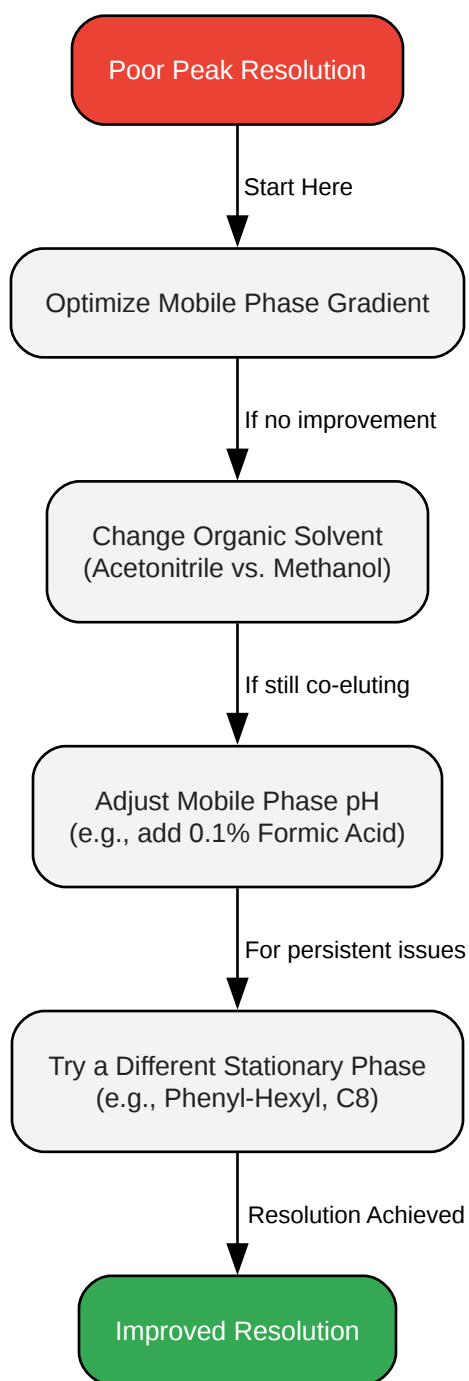 Poor Peak Resolution
Start Here
Optimize Mobile Phase Gradient
If no improvement
Change Organic Solvent
(Acetonitrile vs. Methanol)
If still co-eluting
Adjust Mobile Phase pH
(e.g., add 0.1% Formic Acid)
For persistent issues
Try a Different Stationary Phase
(e.g., Phenyl-Hexyl, C8)
Resolution Achieved
Improved Resolution